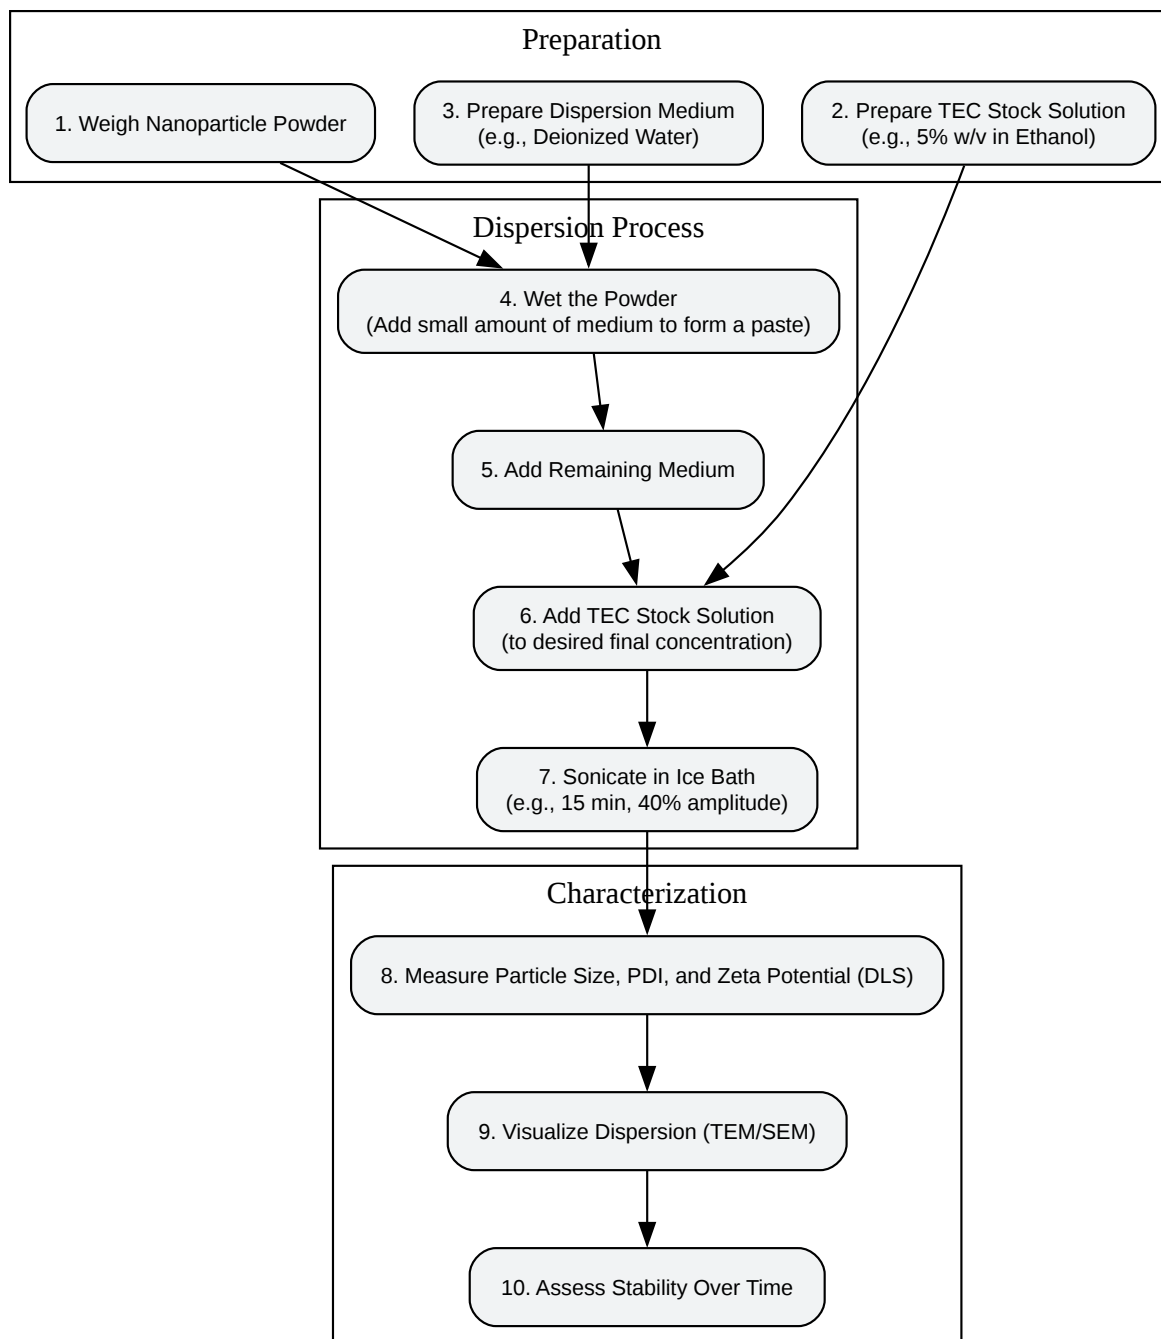 Preparation
1. Weigh Nanoparticle Powder
3. Prepare Dispersion Medium
(e.g., Deionized Water)
2. Prepare TEC Stock Solution
(e.g., 5% w/v in Ethanol)
Dispersion Process
4. Wet the Powder
(Add small amount of medium to form a paste)
5. Add Remaining Medium
6. Add TEC Stock Solution
(to desired final concentration)
7. Sonicate in Ice Bath
(e.g., 15 min, 40% amplitude)
Characterization
8. Measure Particle Size, PDI, and Zeta Potential (DLS)
9. Visualize Dispersion (TEM/SEM)
10. Assess Stability Over Time